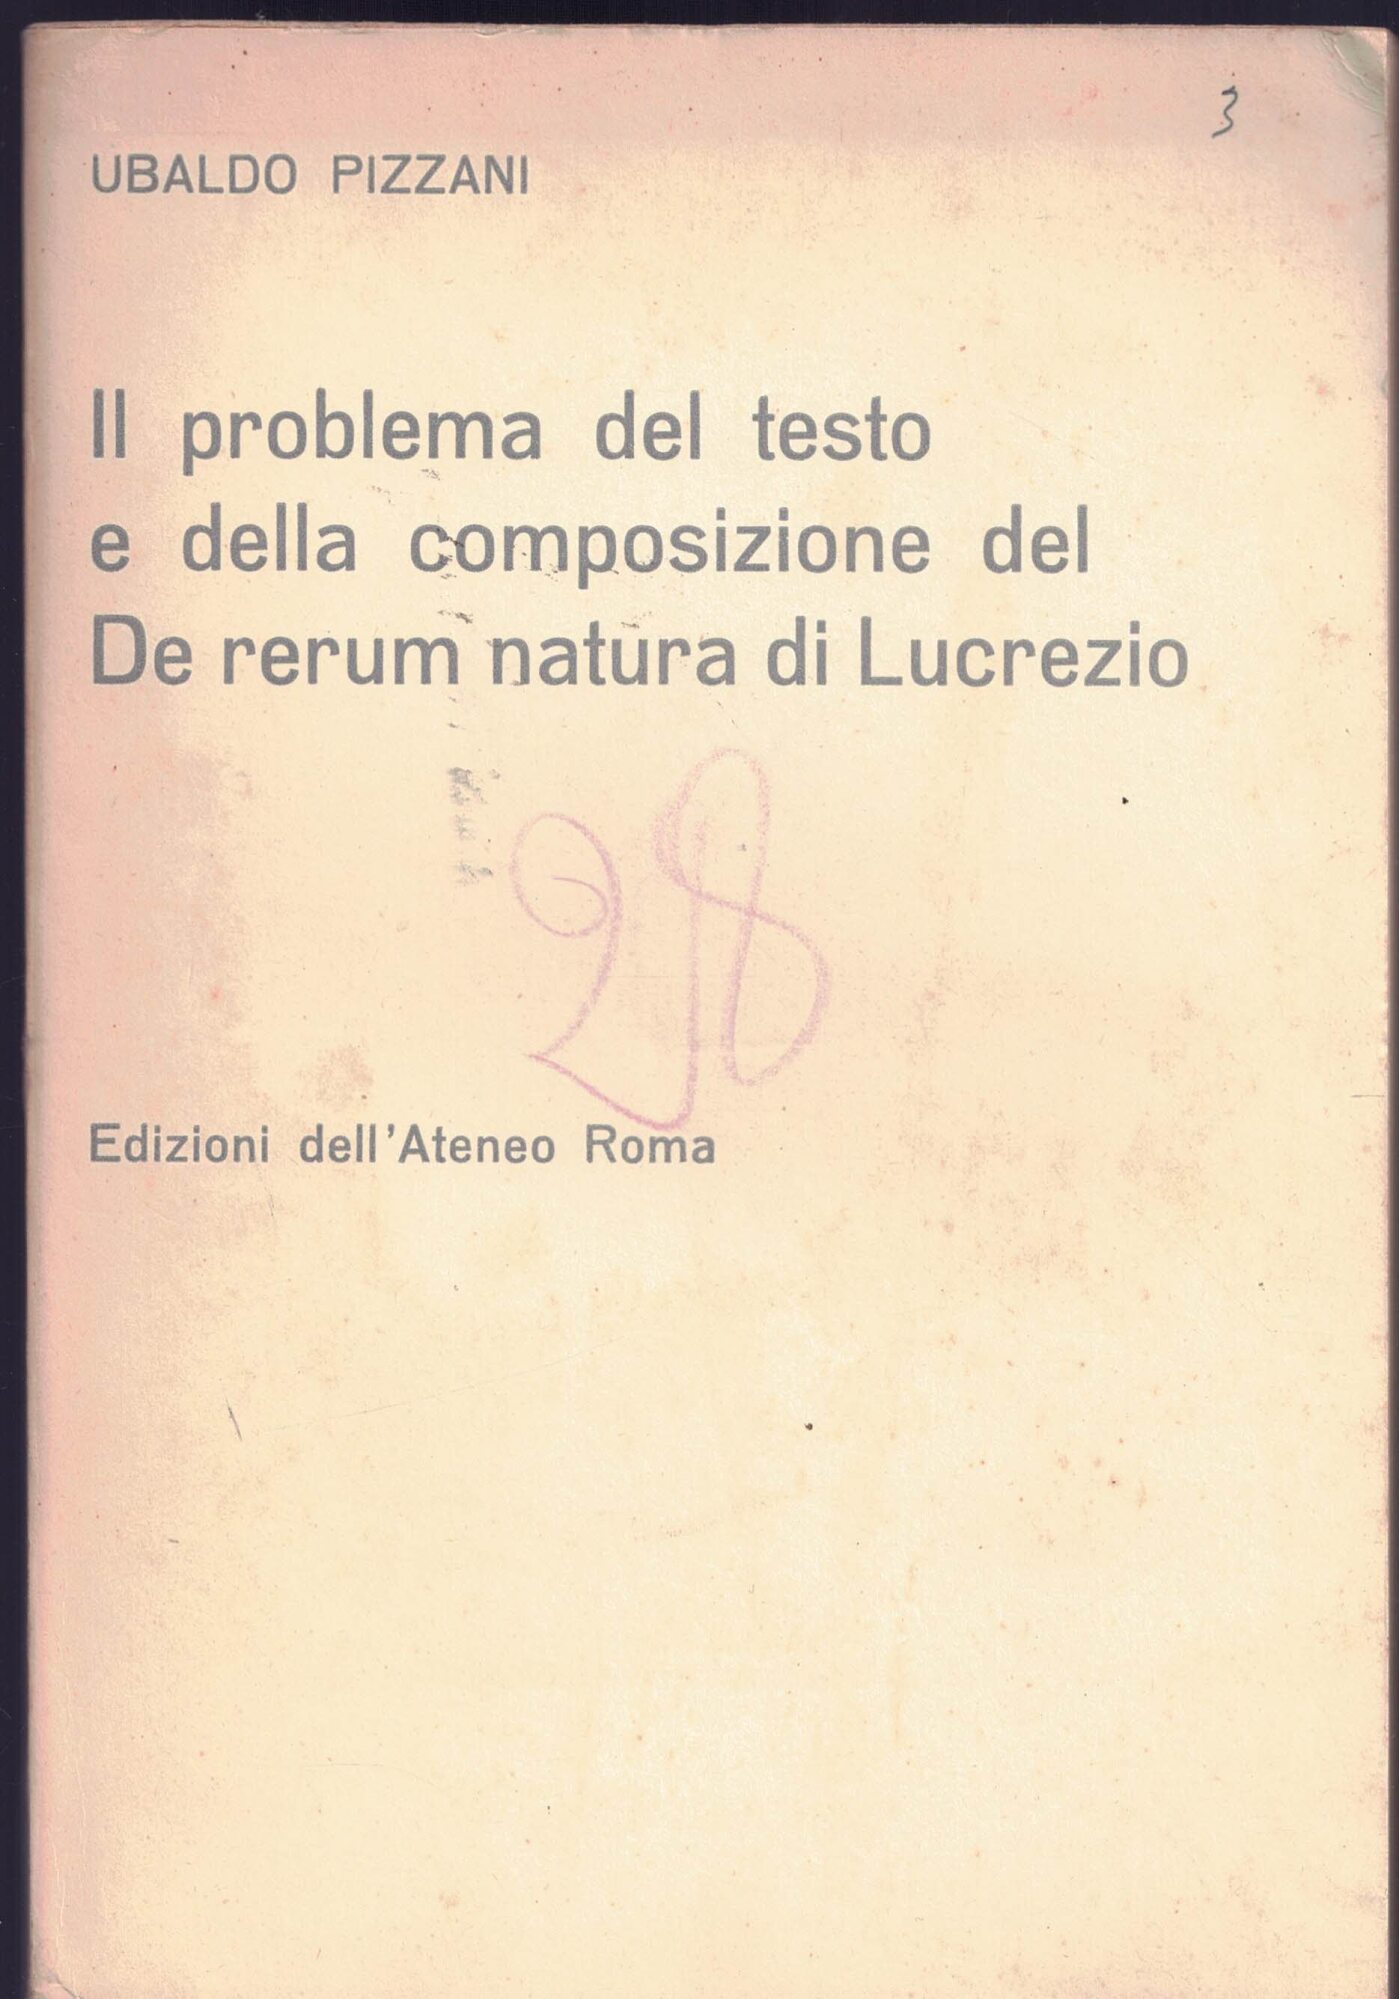 3
UBALDO PIZZANI
Il problema del testo
e della composizione del
De rerum natura di Lucrezio
28
Edizioni dell'Ateneo Roma